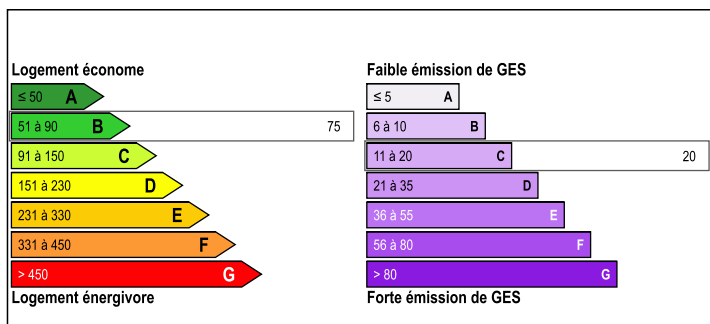 Logement économe
≤ 50 A
51 à 90 B 75
91 à 150 C
151 à 230 D
231 à 330 E
331 à 450 F
> 450 G
Logement énergivore
Faible émission de GES
≤ 5 A
6 à 10 B
11 à 20 C 20
21 à 35 D
36 à 55 E
56 à 80 F
> 80 G
Forte émission de GES